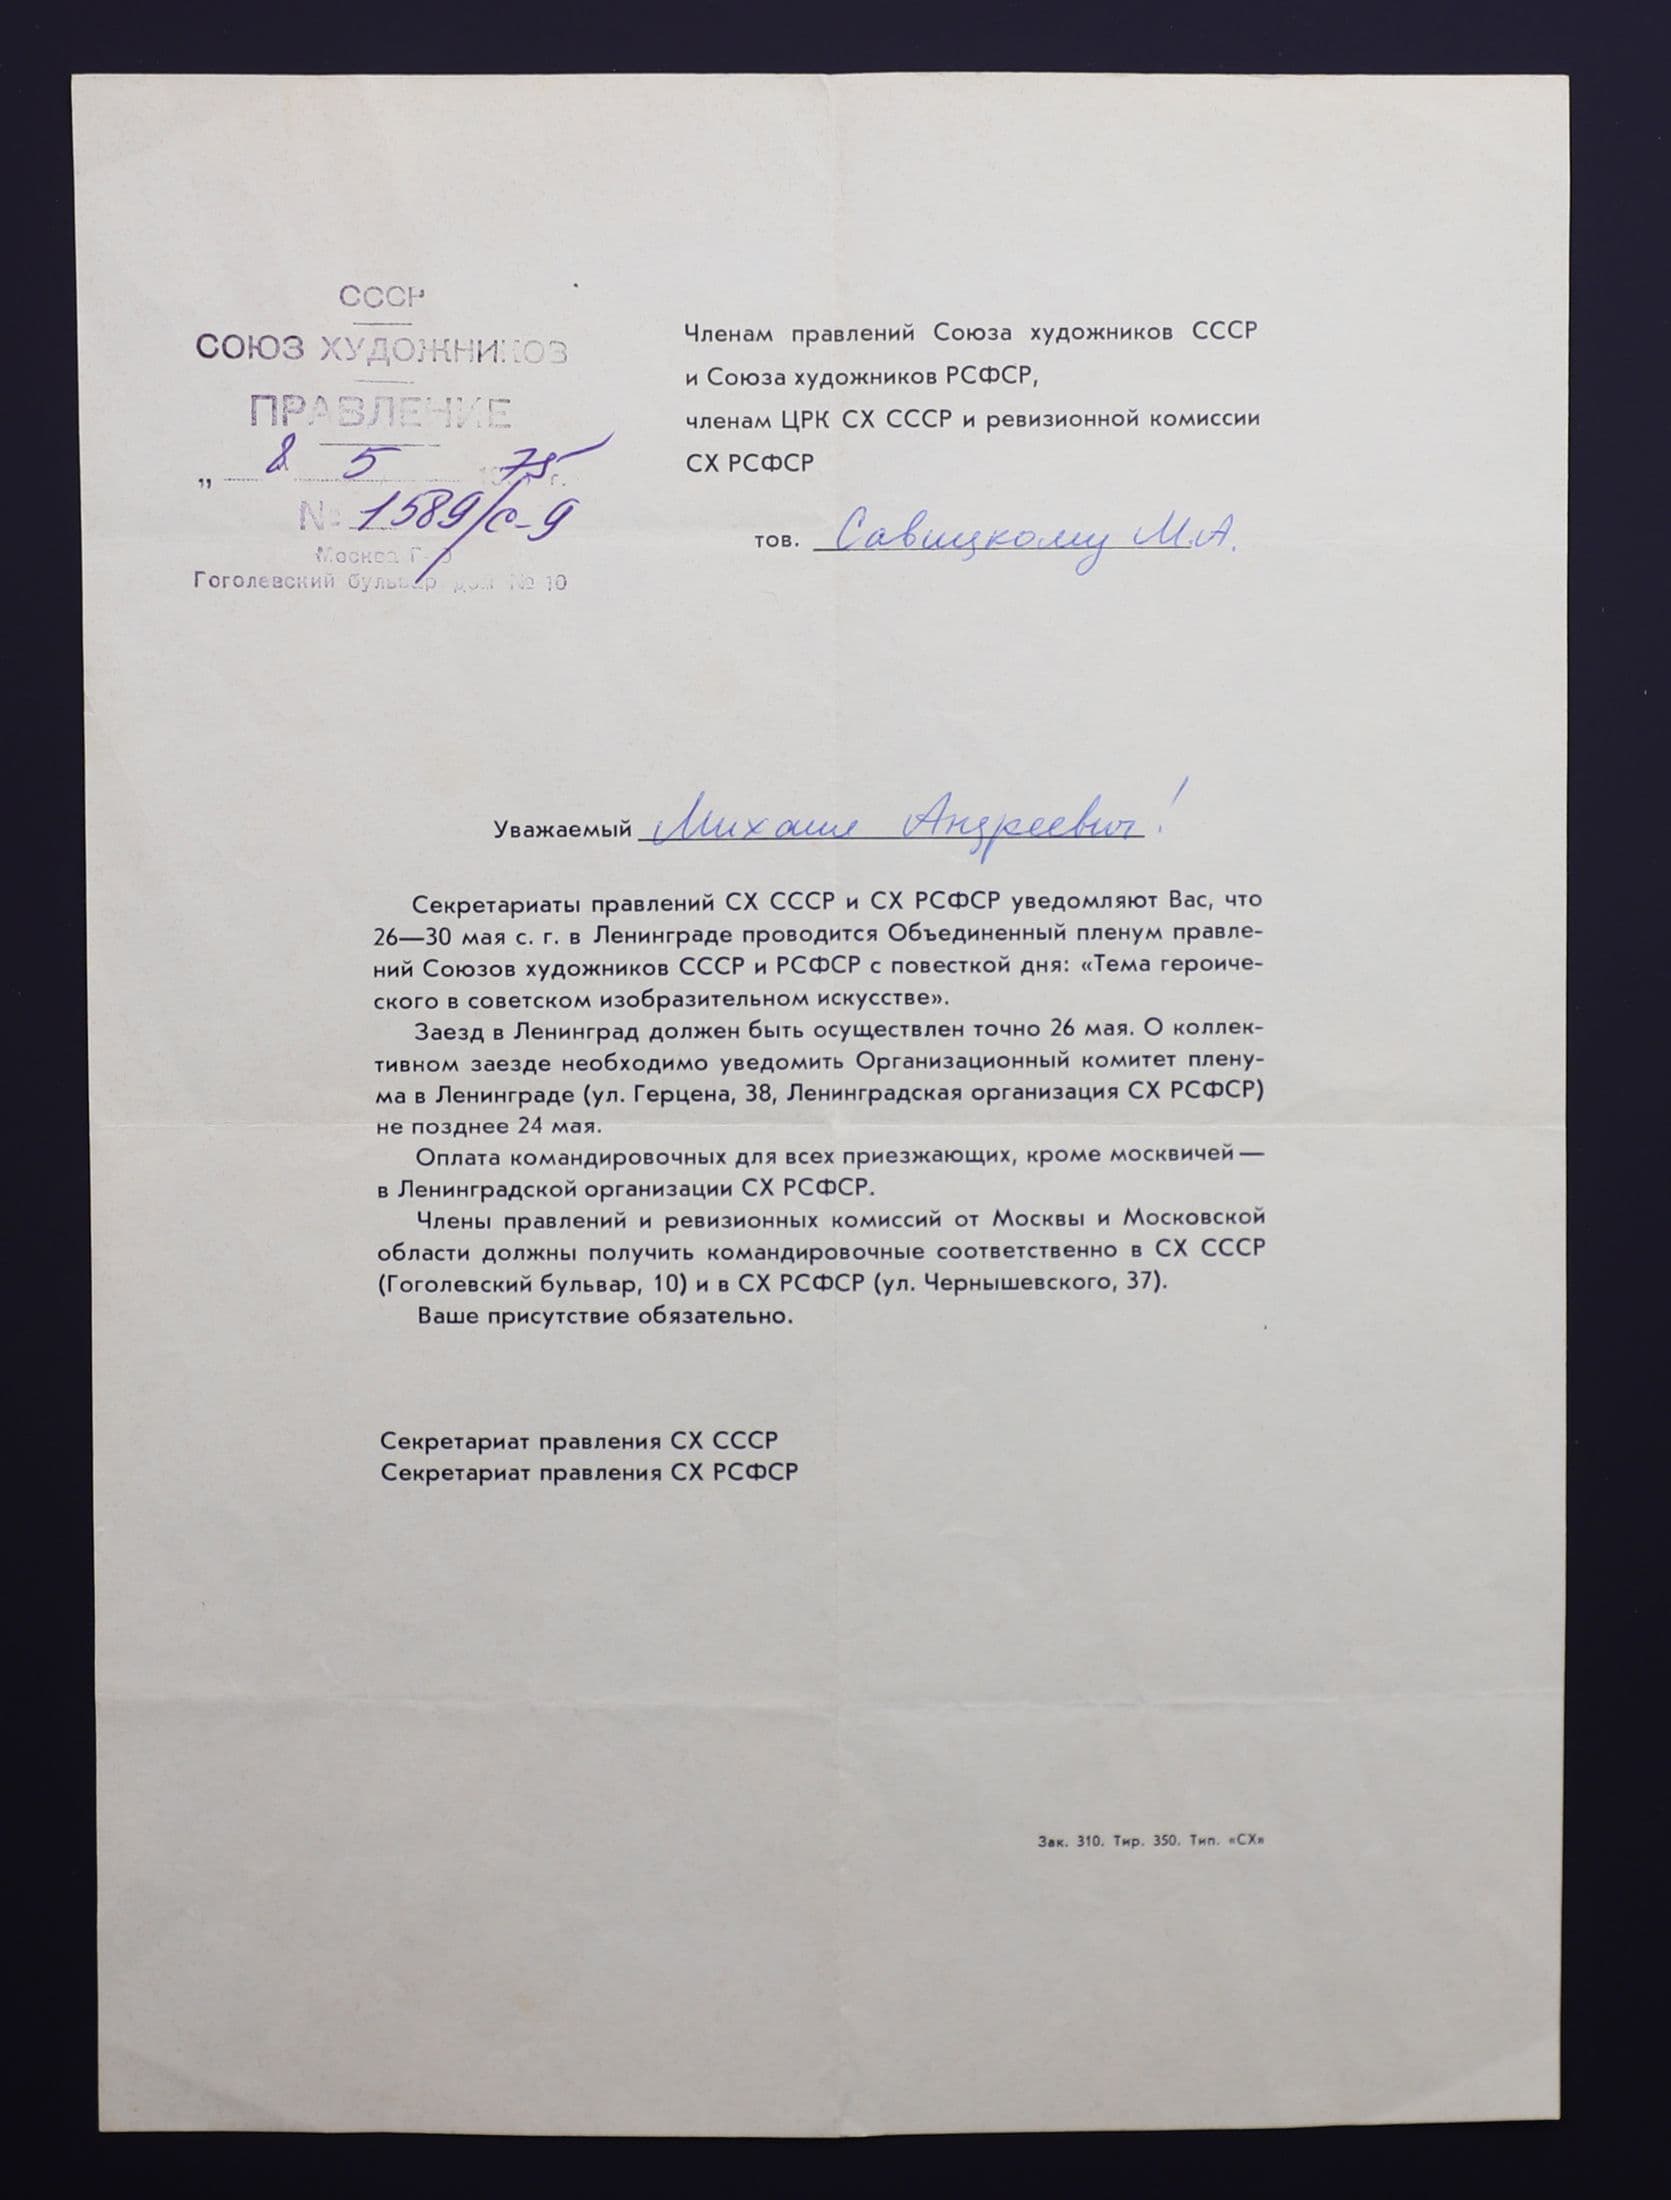 СССР
СОЮЗ ХУДОЖНИКОВ
ПРАВЛЕНИЕ
„ 8 5 1975 г.
№ 1589/с-9
Москва Г-
Гоголевский бульвар дом № 10
Членам правлений Союза художников СССР
и Союза художников РСФСР,
членам ЦРК СХ СССР и ревизионной комиссии
СХ РСФСР
тов. Савицкому М.А.
Уважаемый Михаил Андреевич!
Секретариаты правлений СХ СССР и СХ РСФСР уведомляют Вас, что
26—30 мая с. г. в Ленинграде проводится Объединенный пленум правле-
ний Союзов художников СССР и РСФСР с повесткой дня: «Тема героиче-
ского в советском изобразительном искусстве».
Заезд в Ленинград должен быть осуществлен точно 26 мая. О коллек-
тивном заезде необходимо уведомить Организационный комитет плену-
ма в Ленинграде (ул. Герцена, 38, Ленинградская организация СХ РСФСР)
не позднее 24 мая.
Оплата командировочных для всех приезжающих, кроме москвичей —
в Ленинградской организации СХ РСФСР.
Члены правлений и ревизионных комиссий от Москвы и Московской
области должны получить командировочные соответственно в СХ СССР
(Гоголевский бульвар, 10) и в СХ РСФСР (ул. Чернышевского, 37).
Ваше присутствие обязательно.
Секретариат правления СХ СССР
Секретариат правления СХ РСФСР
Зак. 310. Тир. 350. Тип. «СХ»